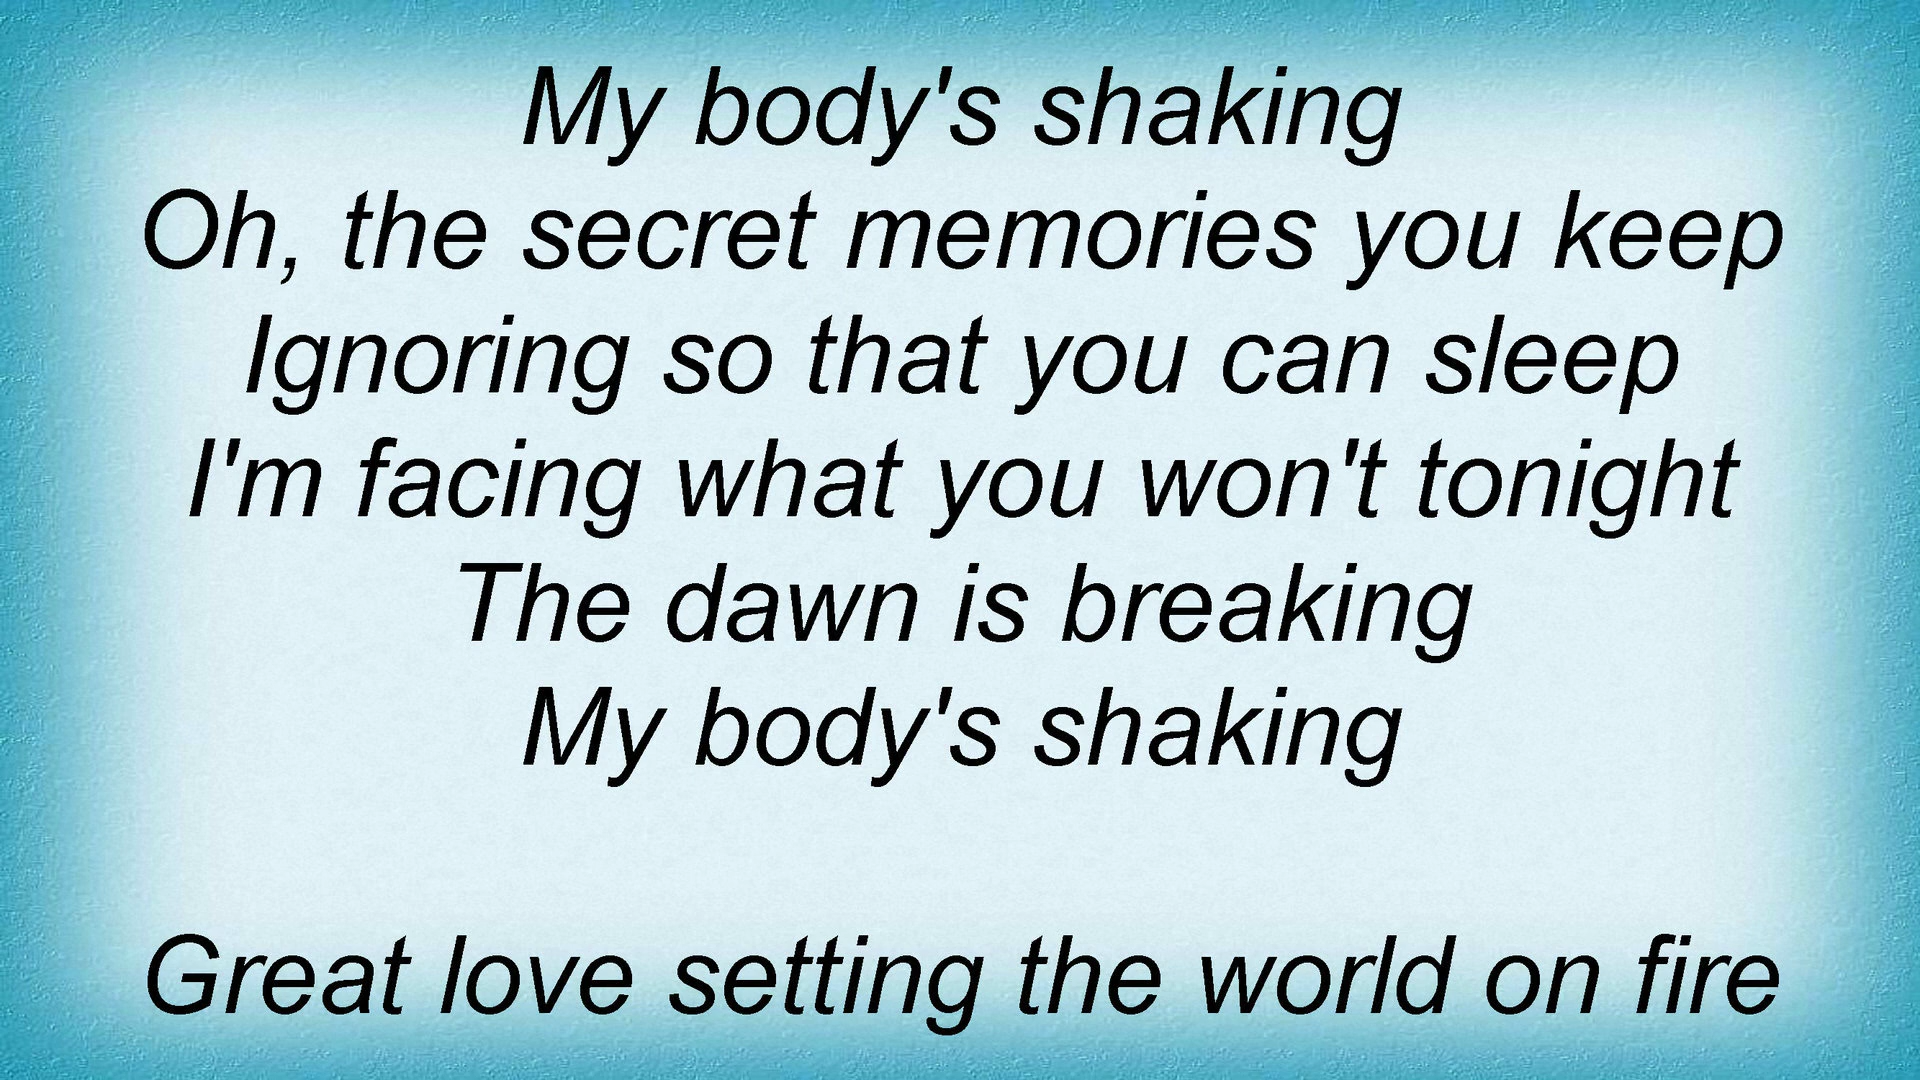 My body's shaking
Oh, the secret memories you keep
Ignoring so that you can sleep
I'm facing what you won't tonight
The dawn is breaking
My body's shaking
Great love setting the world on fire